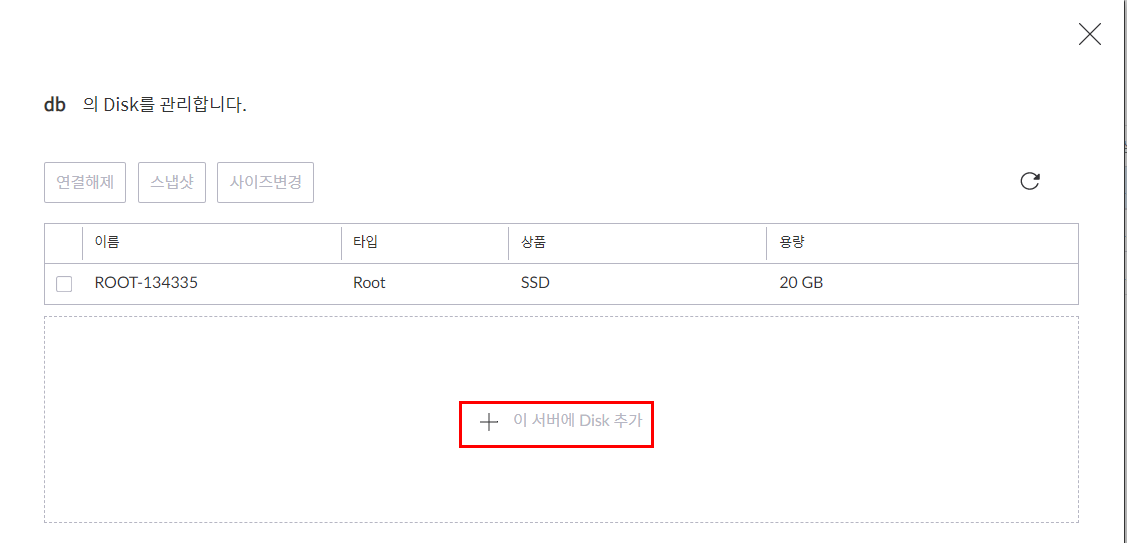 db 의 Disk를 관리합니다.
연결해제 스냅샷 사이즈변경
이름 타입 상품 용량
ROOT-134335 Root SSD 20 GB
이 서버에 Disk 추가